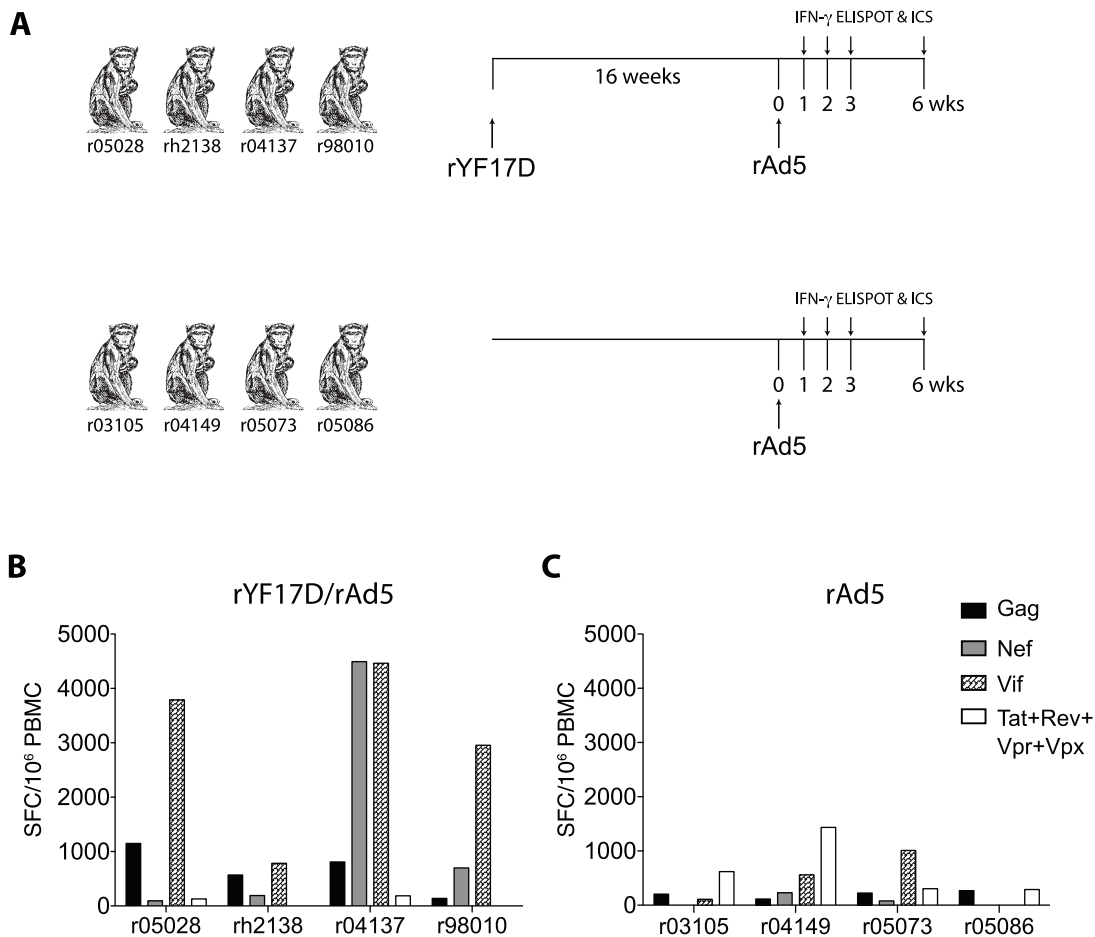 A
IFN-γ ELISPOT & ICS
16 weeks
0 1 2 3 6 wks
r05028 rh2138 r04137 r98010
rYF17D rAd5
IFN-γ ELISPOT & ICS
0 1 2 3 6 wks
r03105 r04149 r05073 r05086
rAd5
B
rYF17D/rAd5
SFC/10⁶ PBMC
5000
4000
3000
2000
1000
0
r05028 rh2138 r04137 r98010
C
rAd5
SFC/10⁶ PBMC
5000
4000
3000
2000
1000
0
r03105 r04149 r05073 r05086
Gag
Nef
Vif
Tat+Rev+
Vpr+Vpx